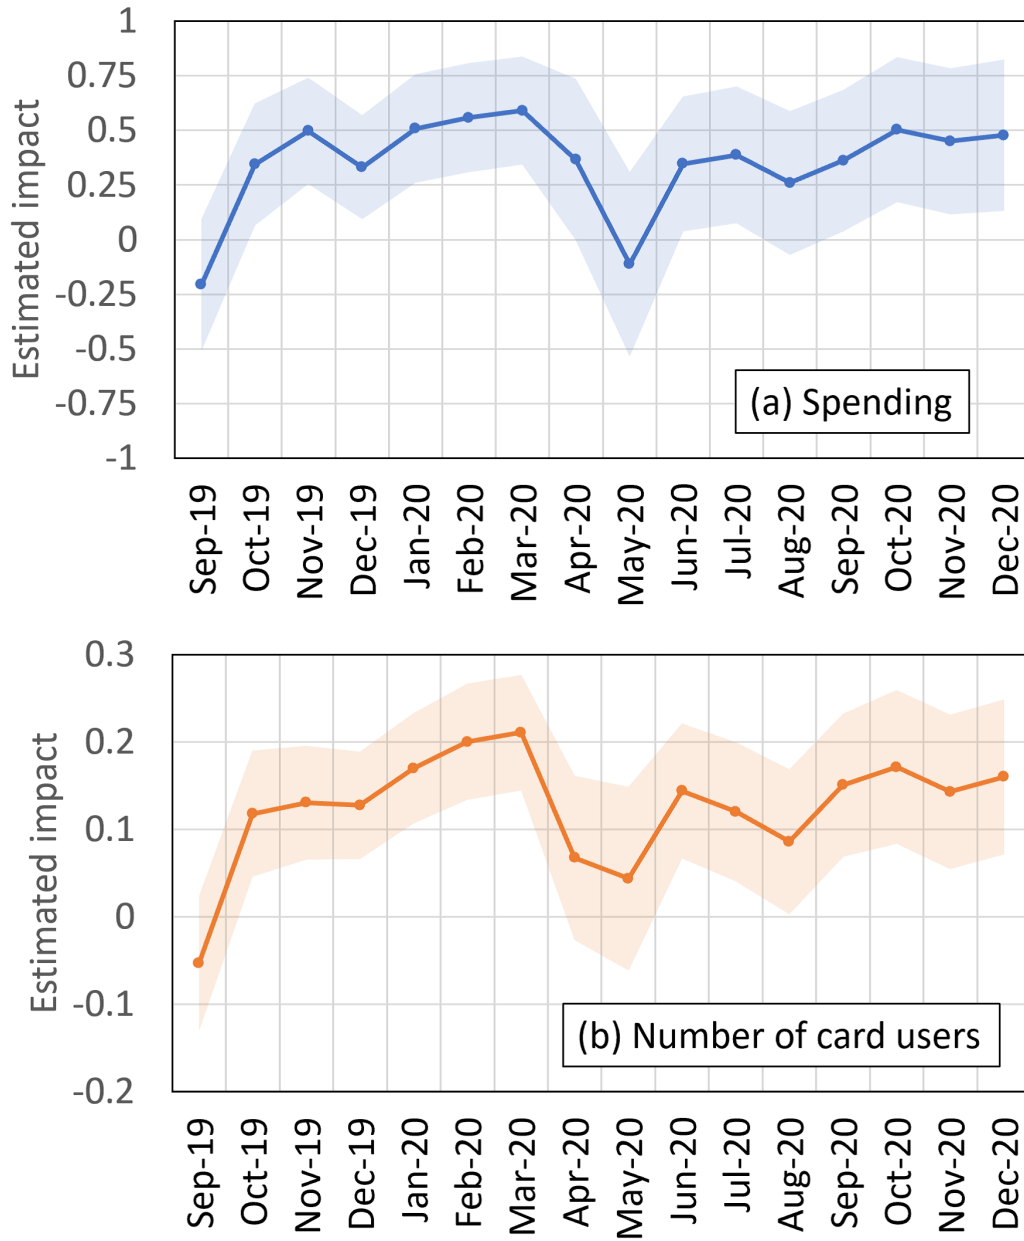 1
0.75
0.5
0.25
0
-0.25
-0.5
-0.75
-1
Estimated impact
(a) Spending
Sep-19
Oct-19
Nov-19
Dec-19
Jan-20
Feb-20
Mar-20
Apr-20
May-20
Jun-20
Jul-20
Aug-20
Sep-20
Oct-20
Nov-20
Dec-20
0.3
0.2
0.1
0
-0.1
-0.2
Estimated impact
(b) Number of card users
Sep-19
Oct-19
Nov-19
Dec-19
Jan-20
Feb-20
Mar-20
Apr-20
May-20
Jun-20
Jul-20
Aug-20
Sep-20
Oct-20
Nov-20
Dec-20